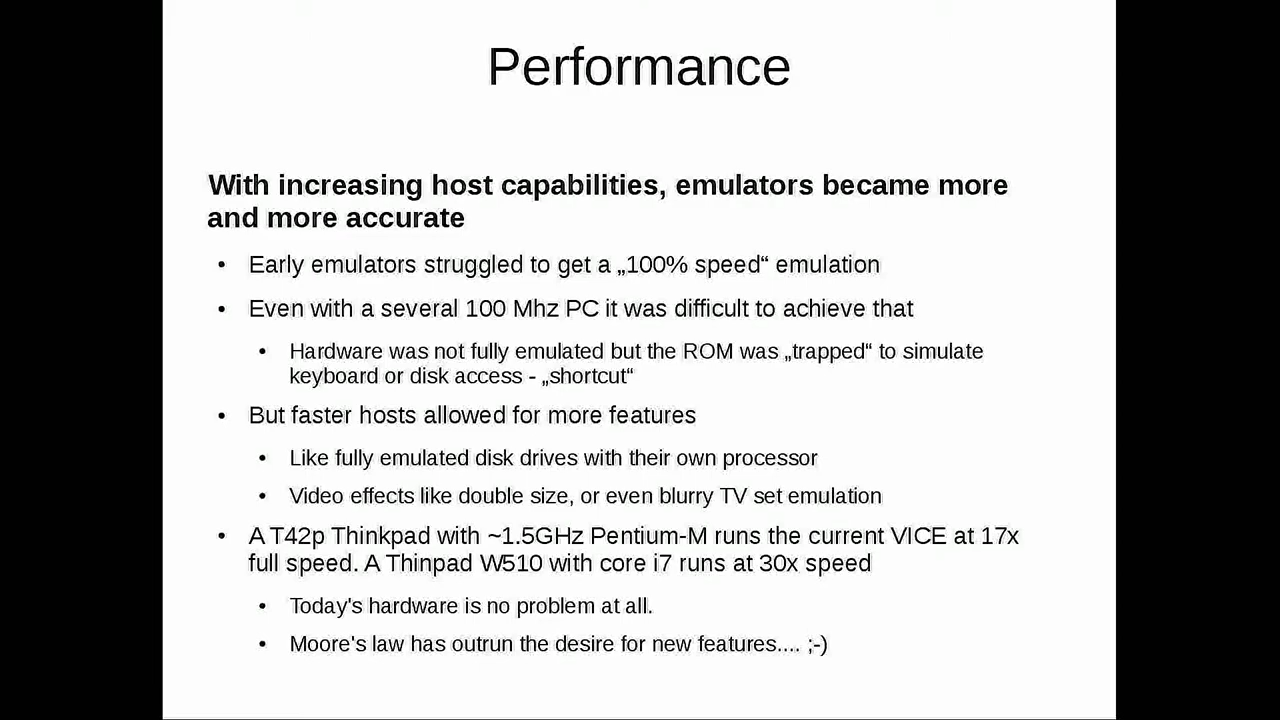 Performance
With increasing host capabilities, emulators became more
and more accurate
• Early emulators struggled to get a „100% speed“ emulation
• Even with a several 100 Mhz PC it was difficult to achieve that
• Hardware was not fully emulated but the ROM was „trapped“ to simulate
keyboard or disk access - „shortcut“
• But faster hosts allowed for more features
• Like fully emulated disk drives with their own processor
• Video effects like double size, or even blurry TV set emulation
• A T42p Thinkpad with ~1.5GHz Pentium-M runs the current VICE at 17x
full speed. A Thinpad W510 with core i7 runs at 30x speed
• Today's hardware is no problem at all.
• Moore's law has outrun the desire for new features.... ;-)